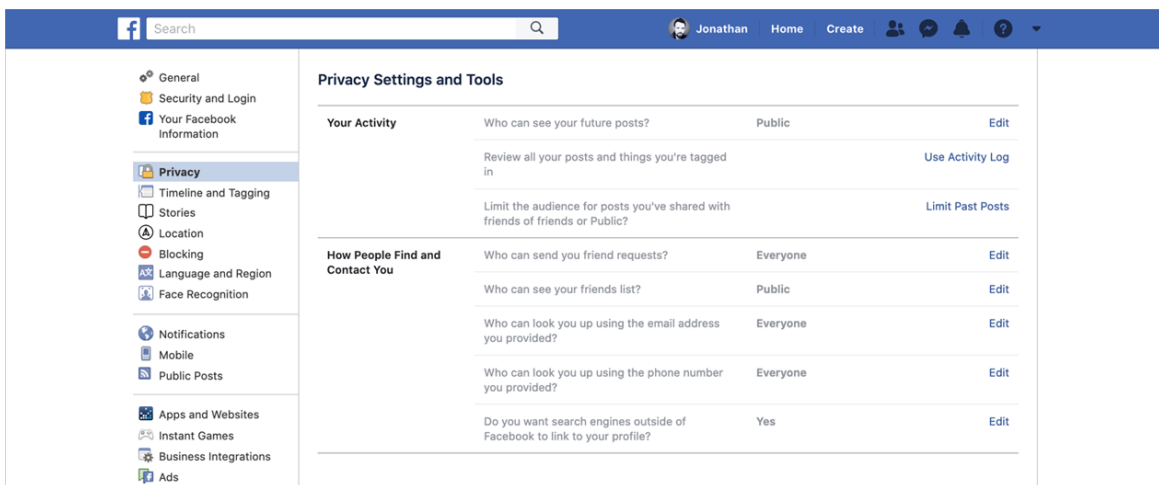 Search
Jonathan
Home
Create
General
Security and Login
Your Facebook
Information
Privacy
Timeline and Tagging
Stories
Location
Blocking
Language and Region
Face Recognition
Notifications
Mobile
Public Posts
Apps and Websites
Instant Games
Business Integrations
Ads
Privacy Settings and Tools
Your Activity
Who can see your future posts?
Public
Edit
Review all your posts and things you're tagged
in
Use Activity Log
Limit the audience for posts you've shared with
friends of friends or Public?
Limit Past Posts
How People Find and
Contact You
Who can send you friend requests?
Everyone
Edit
Who can see your friends list?
Public
Edit
Who can look you up using the email address
you provided?
Everyone
Edit
Who can look you up using the phone number
you provided?
Everyone
Edit
Do you want search engines outside of
Facebook to link to your profile?
Yes
Edit